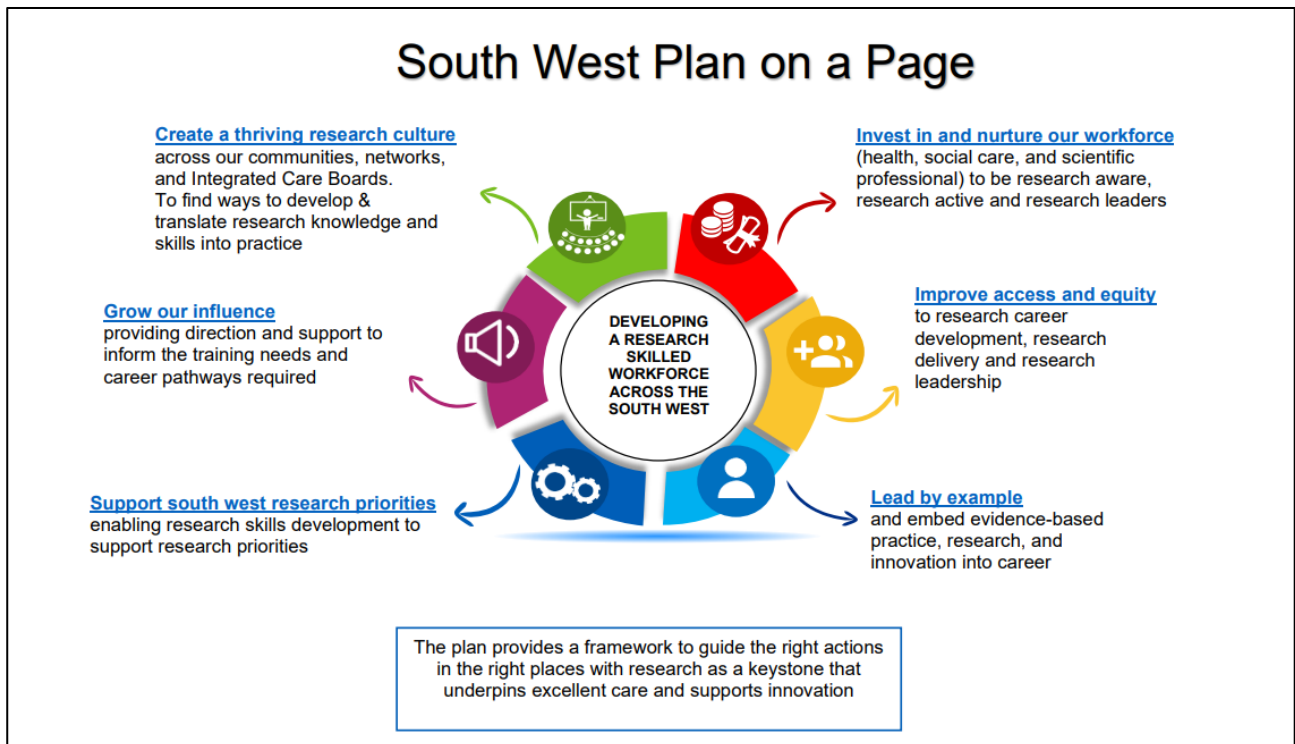 South West Plan on a Page
Create a thriving research culture
across our communities, networks,
and Integrated Care Boards.
To find ways to develop &
translate research knowledge and
skills into practice
Invest in and nurture our workforce
(health, social care, and scientific
professional) to be research aware,
research active and research leaders
Grow our influence
providing direction and support to
inform the training needs and
career pathways required
DEVELOPING
A RESEARCH
SKILLED
WORKFORCE
ACROSS THE
SOUTH WEST
Improve access and equity
to research career
development, research
delivery and research
leadership
Support south west research priorities
enabling research skills development to
support research priorities
Lead by example
and embed evidence-based
practice, research, and
innovation into career
The plan provides a framework to guide the right actions
in the right places with research as a keystone that
underpins excellent care and supports innovation